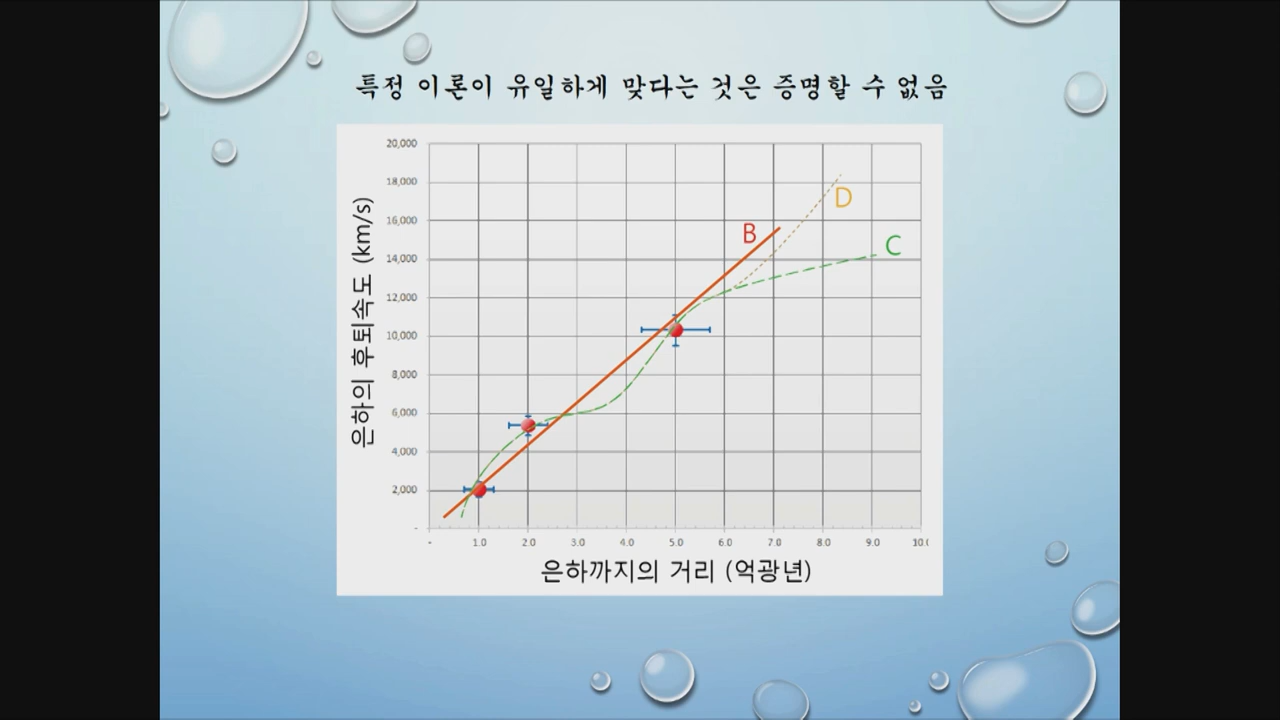 특정 이론이 유일하게 맞다는 것은 증명할 수 없음
20,000
18,000
16,000
14,000
12,000
10,000
8,000
6,000
4,000
2,000
-
은하의 후퇴속도 (km/s)
B
D
C
- 1.0 2.0 3.0 4.0 5.0 6.0 7.0 8.0 9.0 10.0
은하까지의 거리 (억광년)